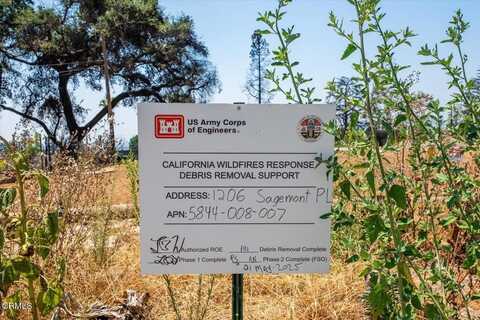 US Army Corps
of Engineers®
CALIFORNIA WILDFIRES RESPONSE
DEBRIS REMOVAL SUPPORT
ADDRESS: 1206 Sagemont PL
APN: 5844-008-007
Authorized ROE Debris Removal Complete
Phase 1 Complete Phase 2 Complete (FSO)
21 May 2025
©CRMLS